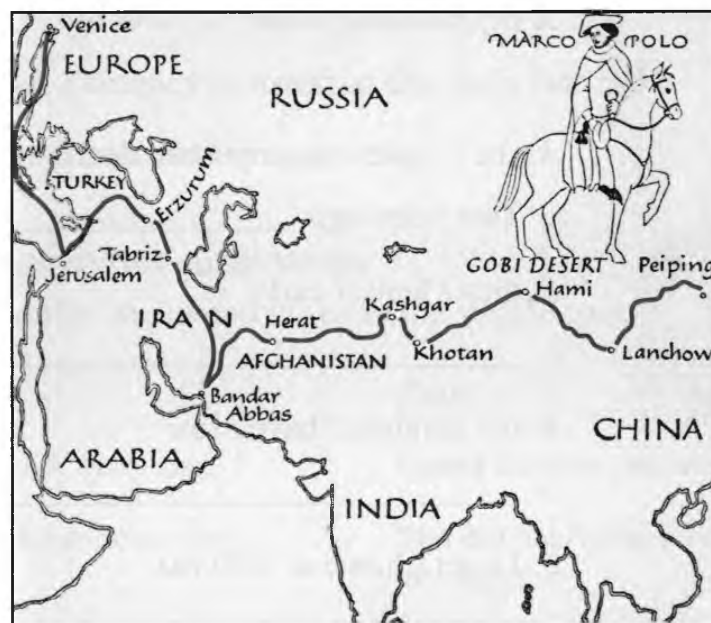 Venice
MARCO POLO
EUROPE
RUSSIA
TURKEY
Erzurum
Tabriz
Jerusalem
GOBI DESERT
Peiping
Hami
IRAN
Kashgar
Herat
AFGHANISTAN
Khotan
Lanchow
Bandar
Abbas
ARABIA
CHINA
INDIA